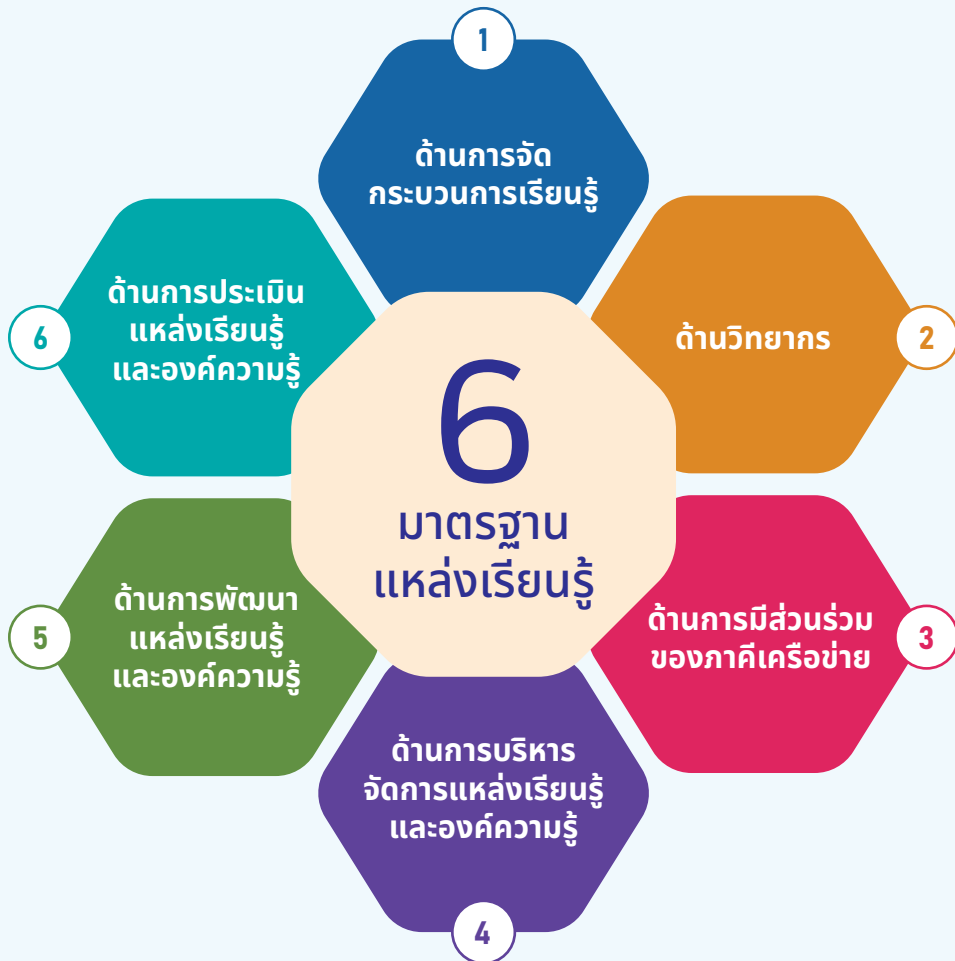 6
มาตรฐาน
แหล่งเรียนรู้
1
ด้านการจัด
กระบวนการเรียนรู้
2
ด้านวิทยากร
3
ด้านการมีส่วนร่วม
ของภาคีเครือข่าย
4
ด้านการบริหาร
จัดการแหล่งเรียนรู้
และองค์ความรู้
5
ด้านการพัฒนา
แหล่งเรียนรู้
และองค์ความรู้
6
ด้านการประเมิน
แหล่งเรียนรู้
และองค์ความรู้